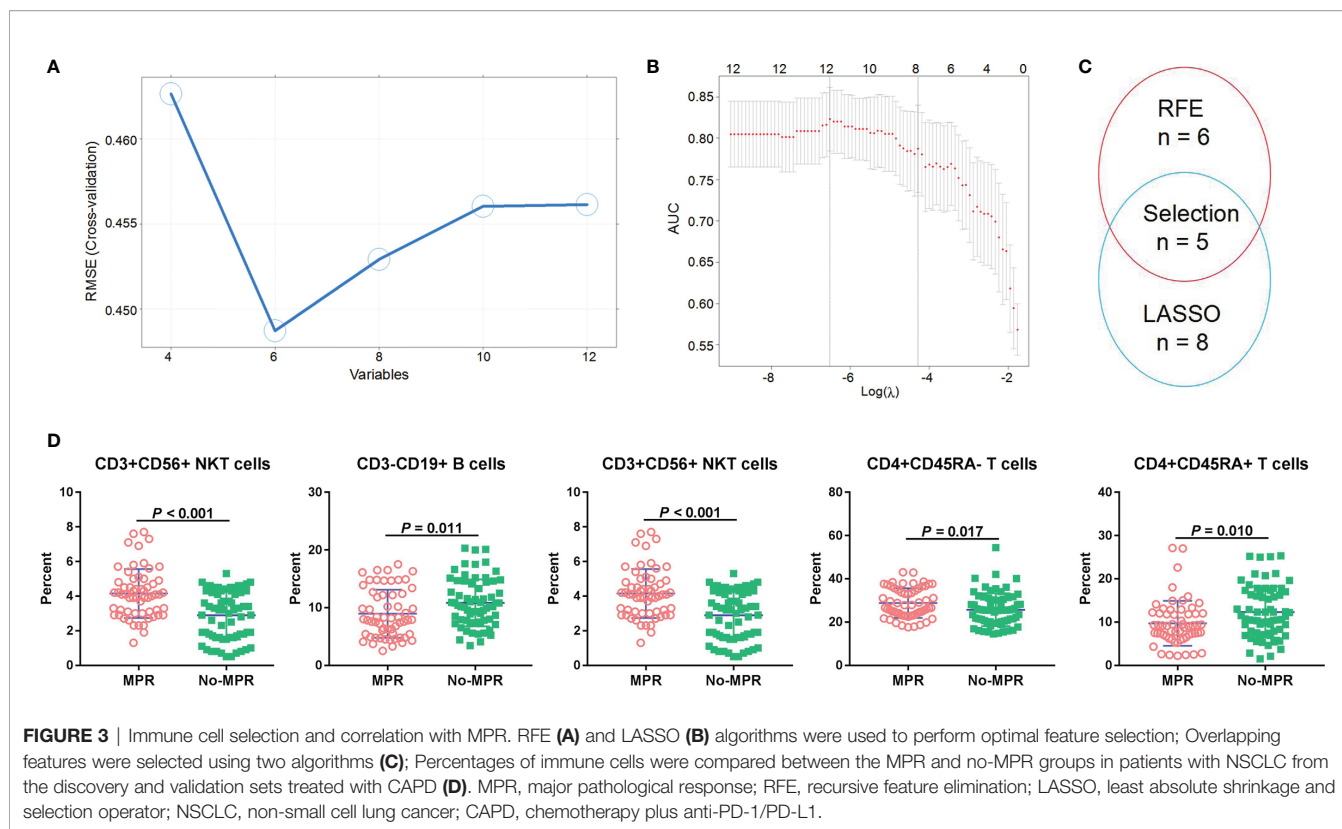 A
RMSE (Cross-validation)
0.460
0.455
0.450
4 6 8 10 12
Variables
B
12 12 12 10 8 4 0
AUC
0.85
0.80
0.75
0.70
0.65
0.60
0.55
-8 -6 -4 -2
Log(λ)
C
RFE
n = 6
Selection
n = 5
LASSO
n = 8
D
CD3+CD56+ NKT cells
Percent
10
8
6
4
2
0
P < 0.001
MPR No-MPR
CD3-CD19+ B cells
Percent
30
20
10
0
P = 0.011
MPR No-MPR
CD3+CD56+ NKT cells
Percent
10
8
6
4
2
0
P < 0.001
MPR No-MPR
CD4+CD45RA- T cells
Percent
80
60
40
20
0
P = 0.017
MPR No-MPR
CD4+CD45RA+ T cells
Percent
40
30
20
10
0
P = 0.010
MPR No-MPR
FIGURE 3 | Immune cell selection and correlation with MPR. RFE (A) and LASSO (B) algorithms were used to perform optimal feature selection; Overlapping
features were selected using two algorithms (C); Percentages of immune cells were compared between the MPR and no-MPR groups in patients with NSCLC from
the discovery and validation sets treated with CAPD (D). MPR, major pathological response; RFE, recursive feature elimination; LASSO, least absolute shrinkage and
selection operator; NSCLC, non-small cell lung cancer; CAPD, chemotherapy plus anti-PD-1/PD-L1.